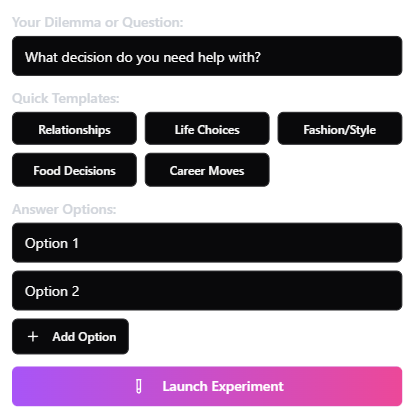 Your Dilemma or Question:
What decision do you need help with?
Quick Templates:
Relationships Life Choices Fashion/Style
Food Decisions Career Moves
Answer Options:
Option 1
Option 2
+ Add Option
Launch Experiment